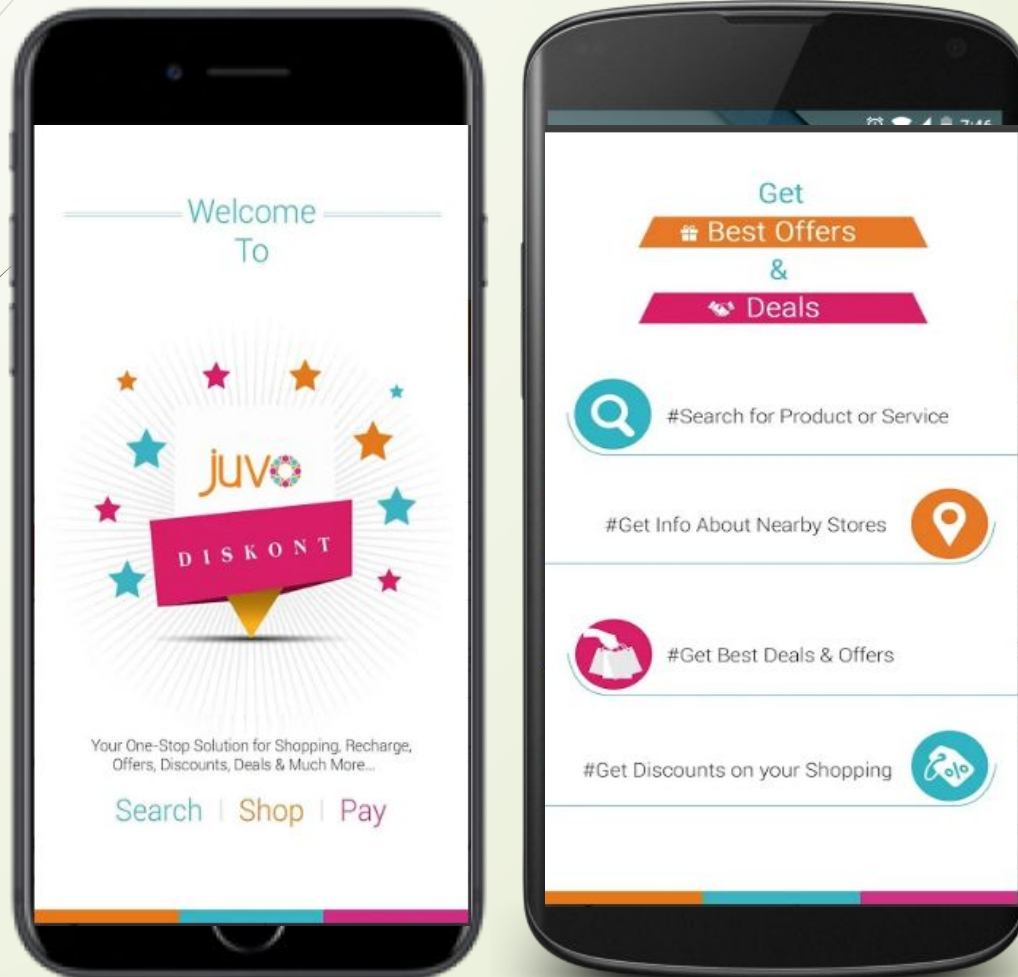 Welcome
To
juvo
DISKONT
Your One-Stop Solution for Shopping, Recharge,
Offers, Discounts, Deals & Much More...
Search | Shop | Pay
7:46
Get
Best Offers
&
Deals
#Search for Product or Service
#Get Info About Nearby Stores
#Get Best Deals & Offers
#Get Discounts on your Shopping
%